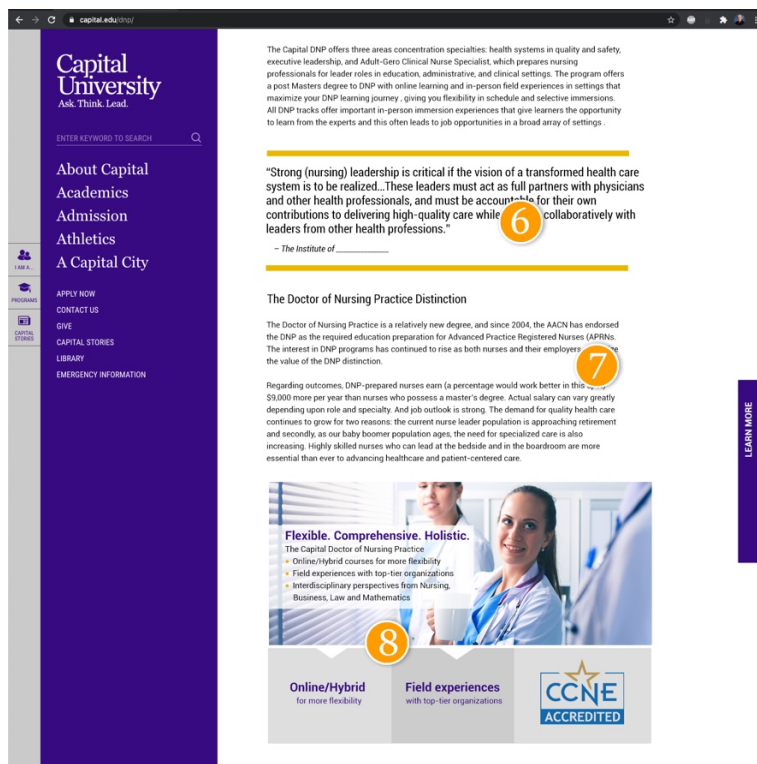 capital.edu/dnp/
Capital
University
Ask. Think. Lead.
ENTER KEYWORD TO SEARCH
About Capital
Academics
Admission
Athletics
A Capital City
APPLY NOW
CONTACT US
GIVE
CAPITAL STORIES
LIBRARY
EMERGENCY INFORMATION
I AM A...
PROGRAMS
CAPITAL
STORIES
The Capital DNP offers three areas concentration specialties: health systems in quality and safety,
executive leadership, and Adult-Gero Clinical Nurse Specialist, which prepares nursing
professionals for leader roles in education, administrative, and clinical settings. The program offers
a post Masters degree to DNP with online learning and in-person field experiences in settings that
maximize your DNP learning journey , giving you flexibility in schedule and selective immersions.
All DNP tracks offer important in-person immersion experiences that give learners the opportunity
to learn from the experts and this often leads to job opportunities in a broad array of settings .
“Strong (nursing) leadership is critical if the vision of a transformed health care
system is to be realized...These leaders must act as full partners with physicians
and other health professionals, and must be accountable for their own
contributions to delivering high-quality care while collaboratively with
leaders from other health professions.”
6
– The Institute of ____________
The Doctor of Nursing Practice Distinction
The Doctor of Nursing Practice is a relatively new degree, and since 2004, the AACN has endorsed
the DNP as the required education preparation for Advanced Practice Registered Nurses (APRNs.
The interest in DNP programs has continued to rise as both nurses and their employers
the value of the DNP distinction.
7
Regarding outcomes, DNP-prepared nurses earn (a percentage would work better in this
$9,000 more per year than nurses who possess a master's degree. Actual salary can vary greatly
depending upon role and specialty. And job outlook is strong. The demand for quality health care
continues to grow for two reasons: the current nurse leader population is approaching retirement
and secondly, as our baby boomer population ages, the need for specialized care is also
increasing. Highly skilled nurses who can lead at the bedside and in the boardroom are more
essential than ever to advancing healthcare and patient-centered care.
LEARN MORE
Flexible. Comprehensive. Holistic.
The Capital Doctor of Nursing Practice
• Online/Hybrid courses for more flexibility
• Field experiences with top-tier organizations
• Interdisciplinary perspectives from Nursing,
Business, Law and Mathematics
8
Online/Hybrid
for more flexibility
Field experiences
with top-tier organizations
CCNE
ACCREDITED